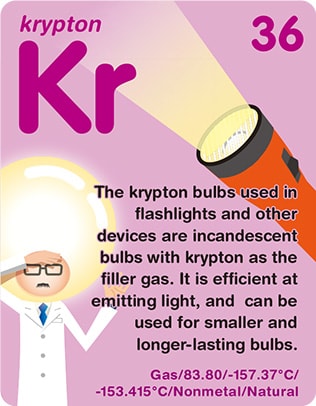 krypton
36
Kr
The krypton bulbs used in
flashlights and other
devices are incandescent
bulbs with krypton as the
filler gas. It is efficient at
emitting light, and can be
used for smaller and
longer-lasting bulbs.
Gas/83.80/-157.37°C/
-153.415°C/Nonmetal/Natural